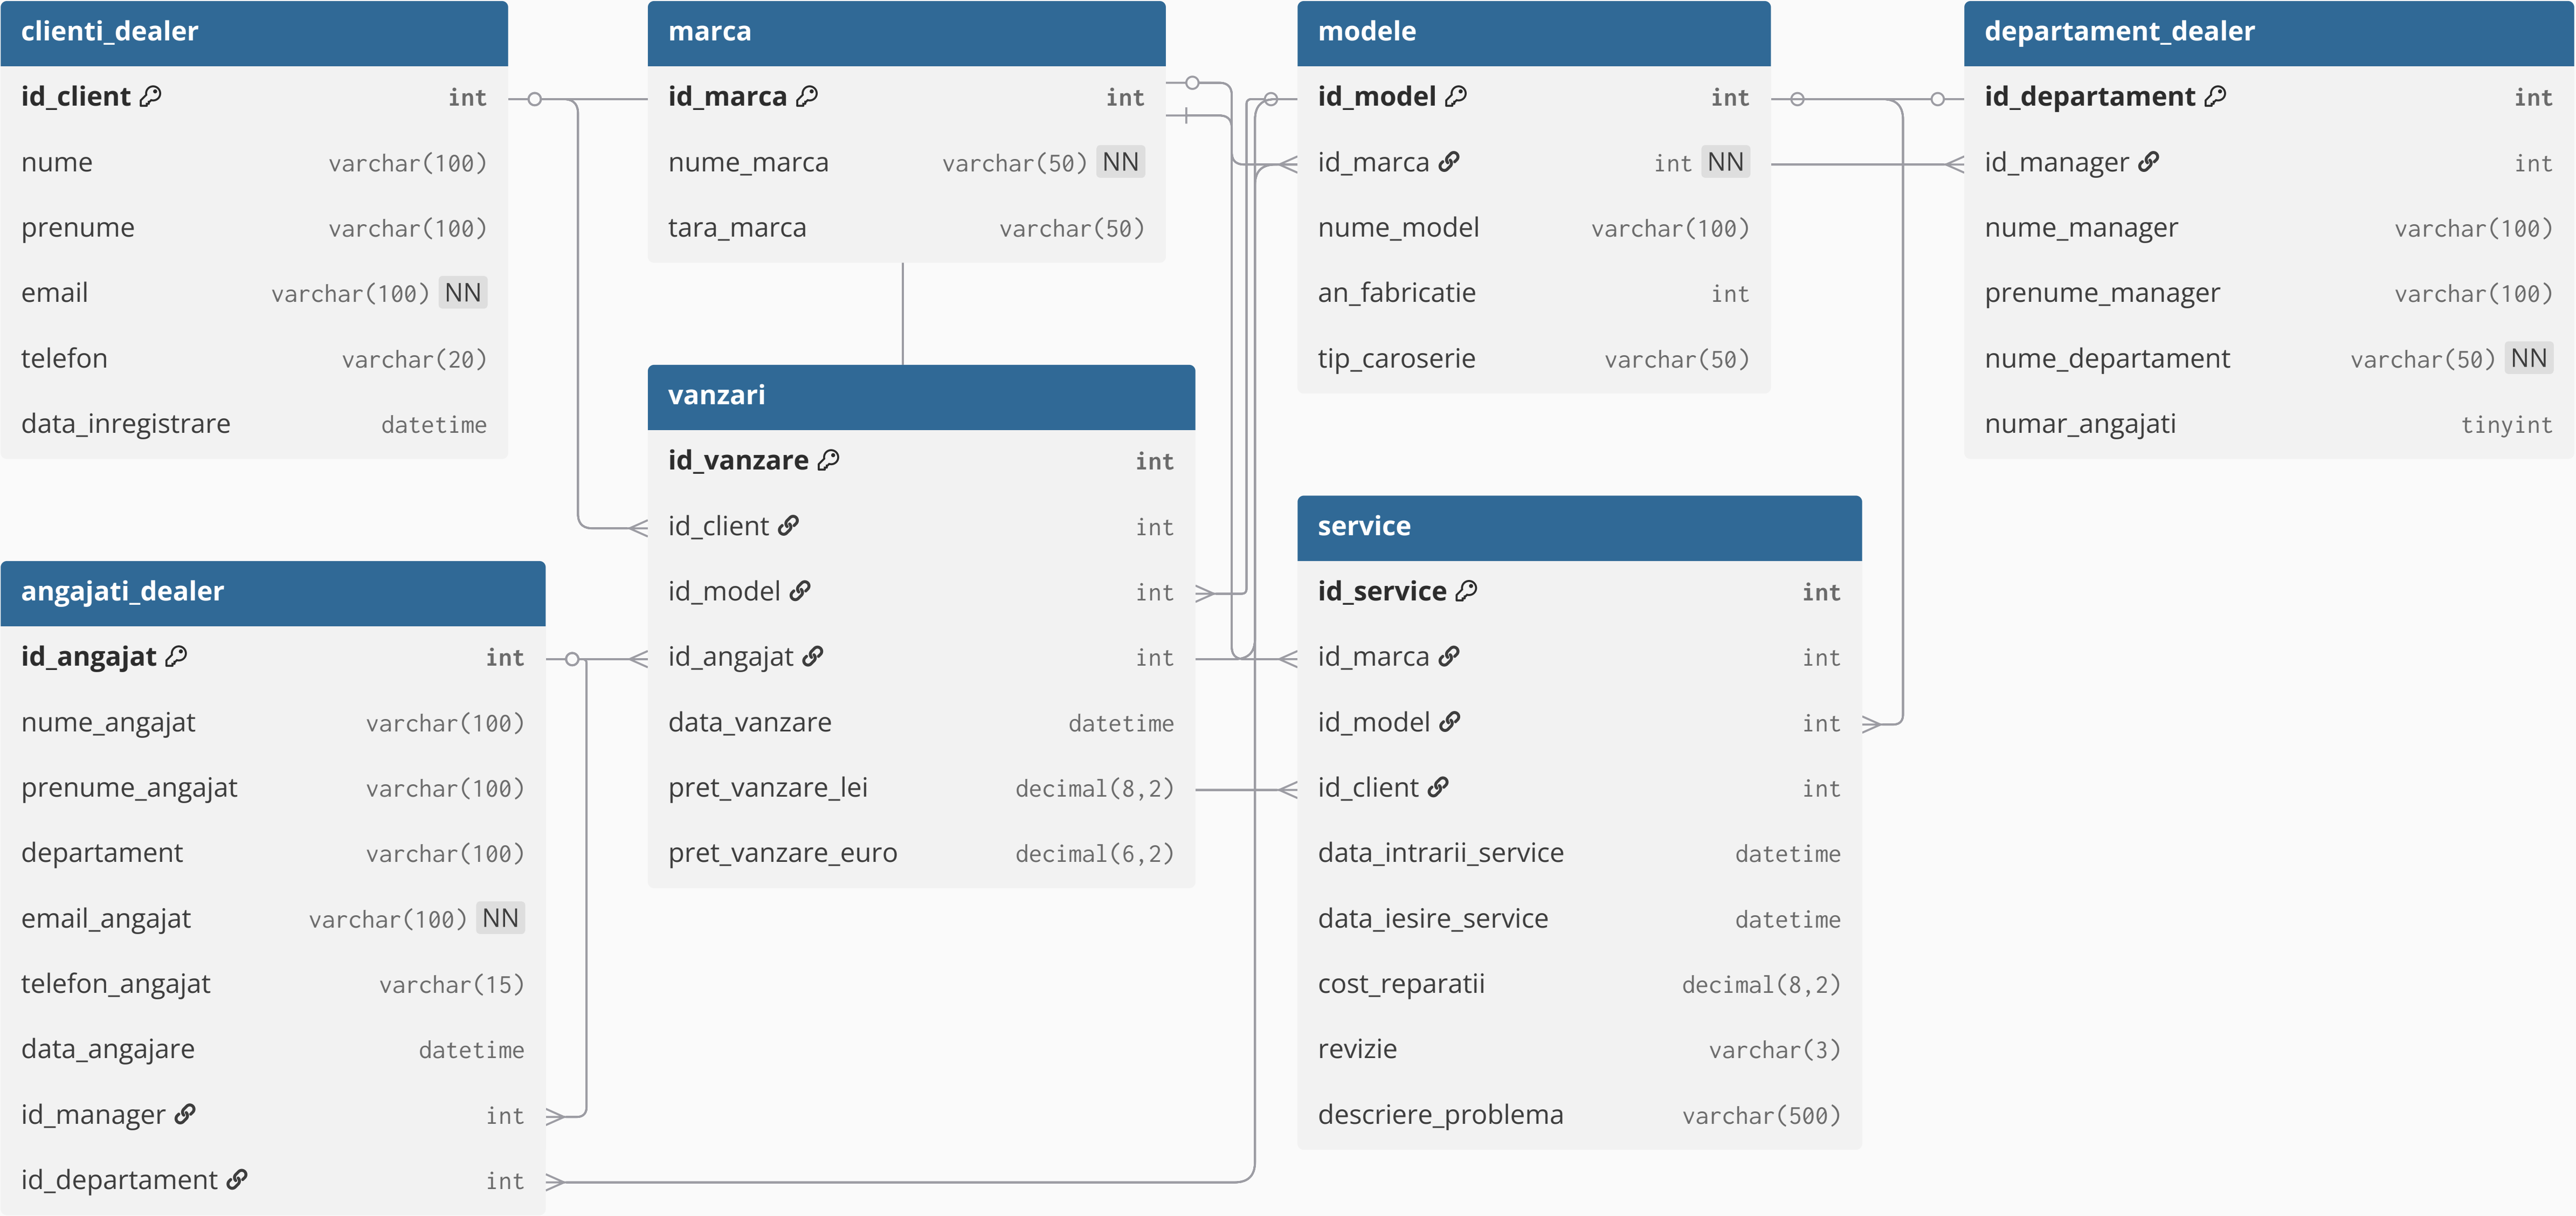 clienti_dealer
id_client int
nume varchar(100)
prenume varchar(100)
email varchar(100) NN
telefon varchar(20)
data_inregistrare datetime
marca
id_marca int
nume_marca varchar(50) NN
tara_marca varchar(50)
modele
id_model int
id_marca int NN
nume_model varchar(100)
an_fabricatie int
tip_caroserie varchar(50)
departament_dealer
id_departament int
id_manager int
nume_manager varchar(100)
prenume_manager varchar(100)
nume_departament varchar(50) NN
numar_angajati tinyint
angajati_dealer
id_angajat int
nume_angajat varchar(100)
prenume_angajat varchar(100)
departament varchar(100)
email_angajat varchar(100) NN
telefon_angajat varchar(15)
data_angajare datetime
id_manager int
id_departament int
vanzari
id_vanzare int
id_client int
id_model int
id_angajat int
data_vanzare datetime
pret_vanzare_lei decimal(8,2)
pret_vanzare_euro decimal(6,2)
service
id_service int
id_marca int
id_model int
id_client int
data_intrarii_service datetime
data_iesire_service datetime
cost_reparatii decimal(8,2)
revizie varchar(3)
descriere_problema varchar(500)